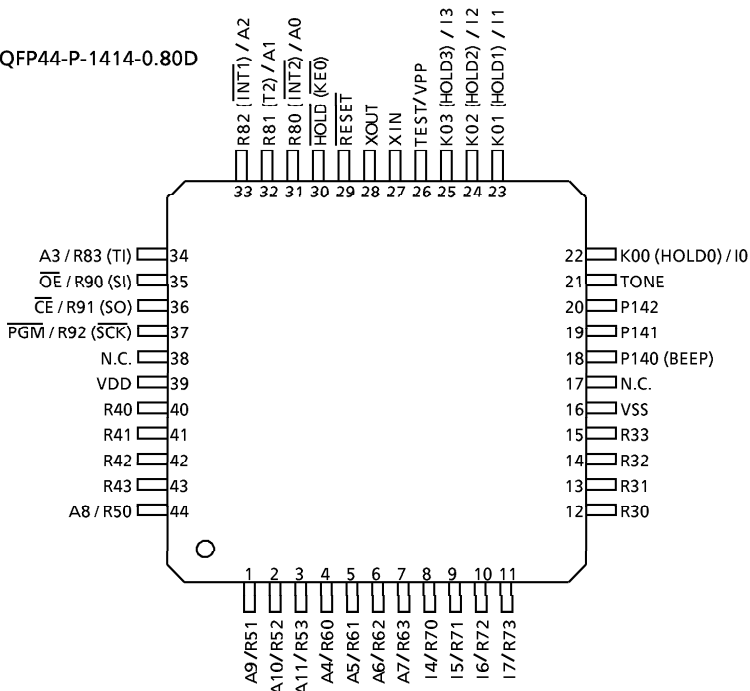 QFP44-P-1414-0.80D
R82 (INT1) / A2
R81 (T2) / A1
R80 (INT2) / A0
HOLD (KE0)
RESET
XOUT
XIN
TEST/VPP
K03 (HOLD3) / I3
K02 (HOLD2) / I2
K01 (HOLD1) / I1
33 32 31 30 29 28 27 26 25 24 23
A3 / R83 (TI) 34
OE / R90 (SI) 35
CE / R91 (SO) 36
PGM / R92 (SCK) 37
N.C. 38
VDD 39
R40 40
R41 41
R42 42
R43 43
A8 / R50 44
22 K00 (HOLD0) / I0
21 TONE
20 P142
19 P141
18 P140 (BEEP)
17 N.C.
16 VSS
15 R33
14 R32
13 R31
12 R30
1 2 3 4 5 6 7 8 9 10 11
A9/R51
A10/R52
A11/R53
A4/R60
A5/R61
A6/R62
A7/R63
I4/R70
I5/R71
I6/R72
I7/R73